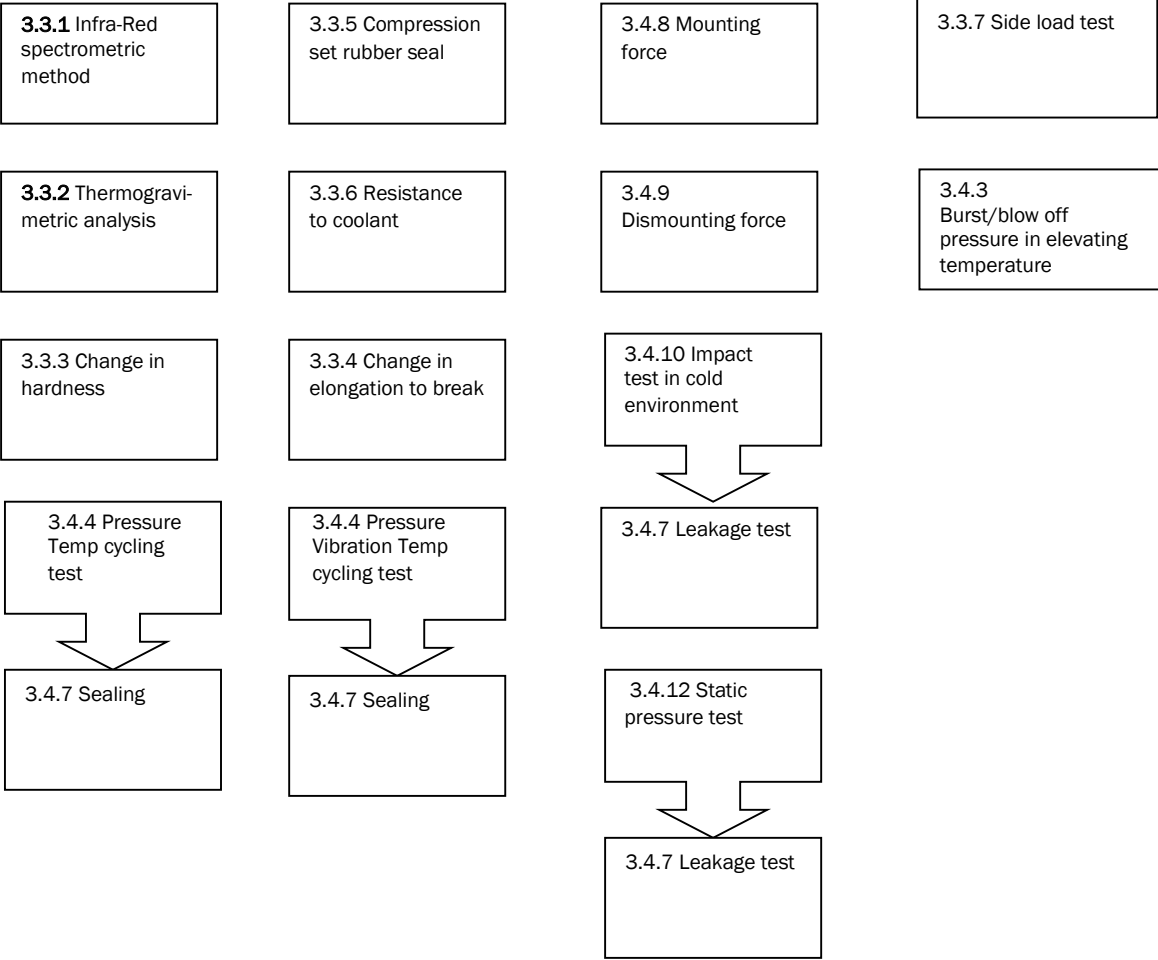 3.3.1 Infra-Red
spectrometric
method
3.3.5 Compression
set rubber seal
3.4.8 Mounting
force
3.3.7 Side load test
3.3.2 Thermogravi-
metric analysis
3.3.6 Resistance
to coolant
3.4.9
Dismounting force
3.4.3
Burst/blow off
pressure in elevating
temperature
3.3.3 Change in
hardness
3.3.4 Change in
elongation to break
3.4.10 Impact
test in cold
environment
3.4.4 Pressure
Temp cycling
test
3.4.4 Pressure
Vibration Temp
cycling test
3.4.7 Leakage test
3.4.7 Sealing
3.4.7 Sealing
3.4.12 Static
pressure test
3.4.7 Leakage test